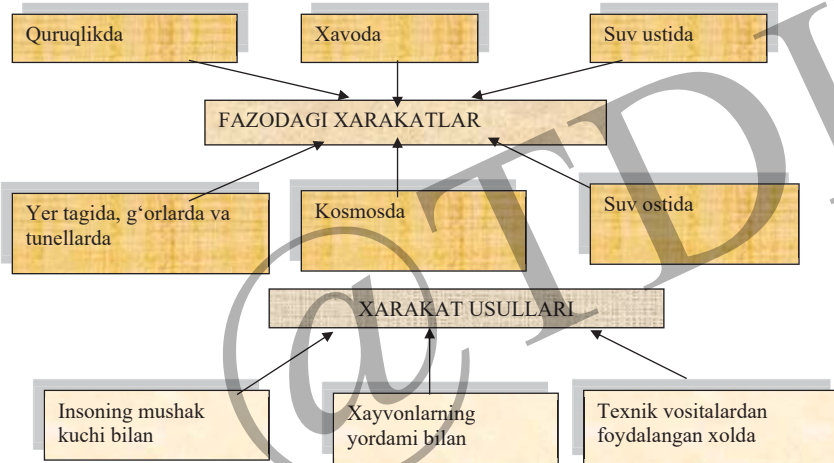 Quruqlikda
Xavoda
Suv ustida
FAZODAGI XARAKATLAR
Yer tagida, g‘orlarda va
tunellarda
Kosmosda
Suv ostida
XARAKAT USULLARI
Insoning mushak
kuchi bilan
Xayvonlarning
yordami bilan
Texnik vositalardan
foydalangan xolda